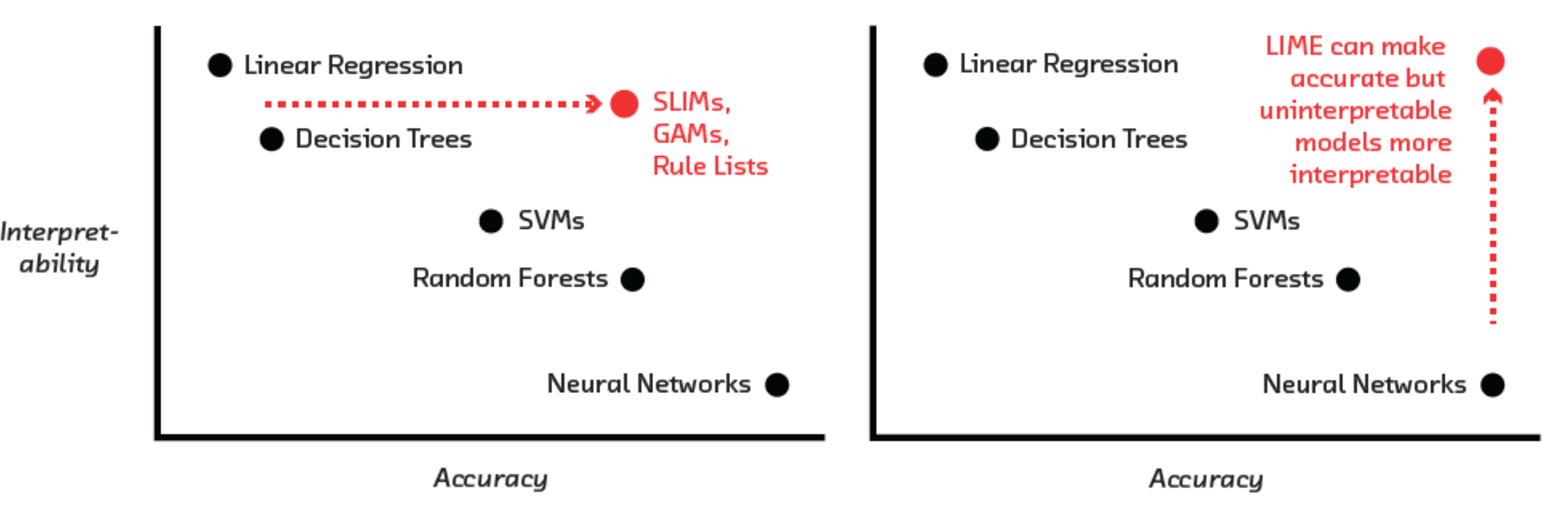 Linear Regression
SLIMs,
GAMs,
Rule Lists
Decision Trees
SVMs
Interpret-
ability
Random Forests
Neural Networks
Accuracy
Linear Regression
LIME can make
accurate but
uninterpretable
models more
interpretable
Decision Trees
SVMs
Random Forests
Neural Networks
Accuracy